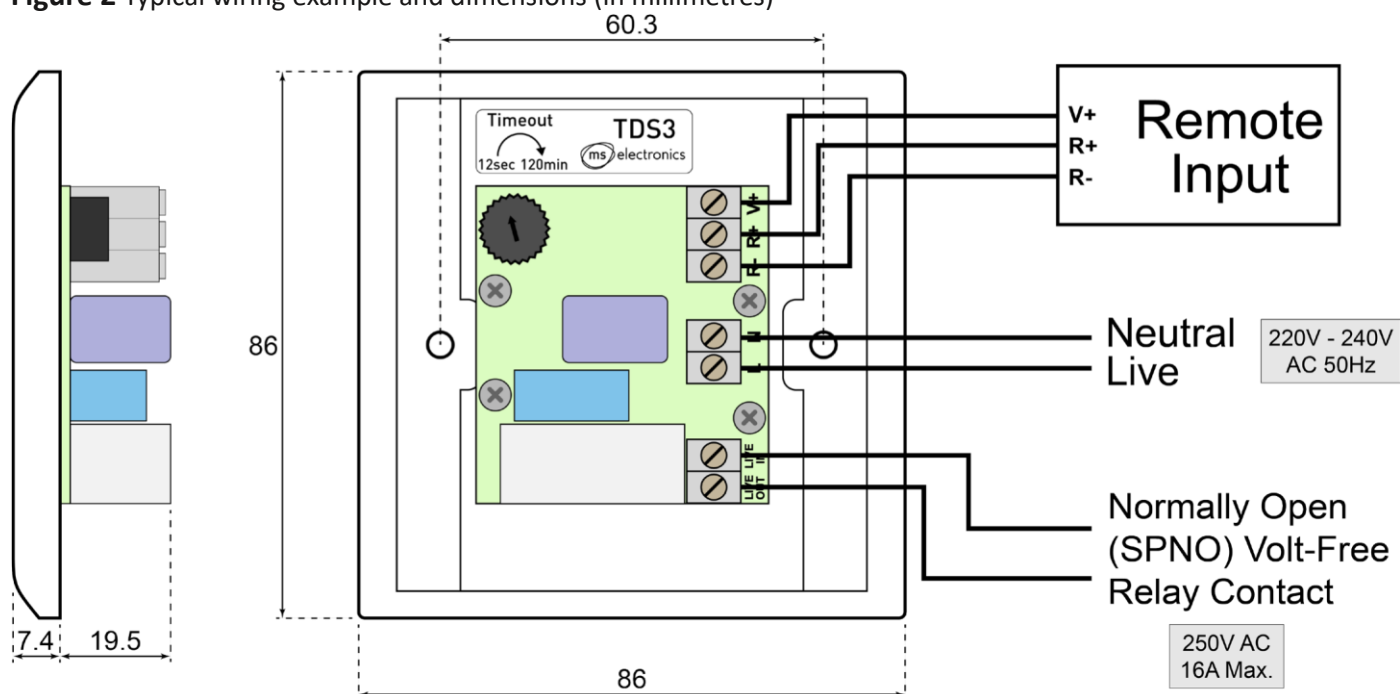 Figure 2 Typical wiring example and dimensions (in millimetres)
60.3
Timeout
12sec 120min
TDS3
ms electronics
V+
R+
R-
Remote
Input
V+
R+
R-
86
N
L
Neutral
Live
220V - 240V
AC 50Hz
LIVE IN
LIVE OUT
Normally Open
(SPNO) Volt-Free
Relay Contact
250V AC
16A Max.
7.4
19.5
86